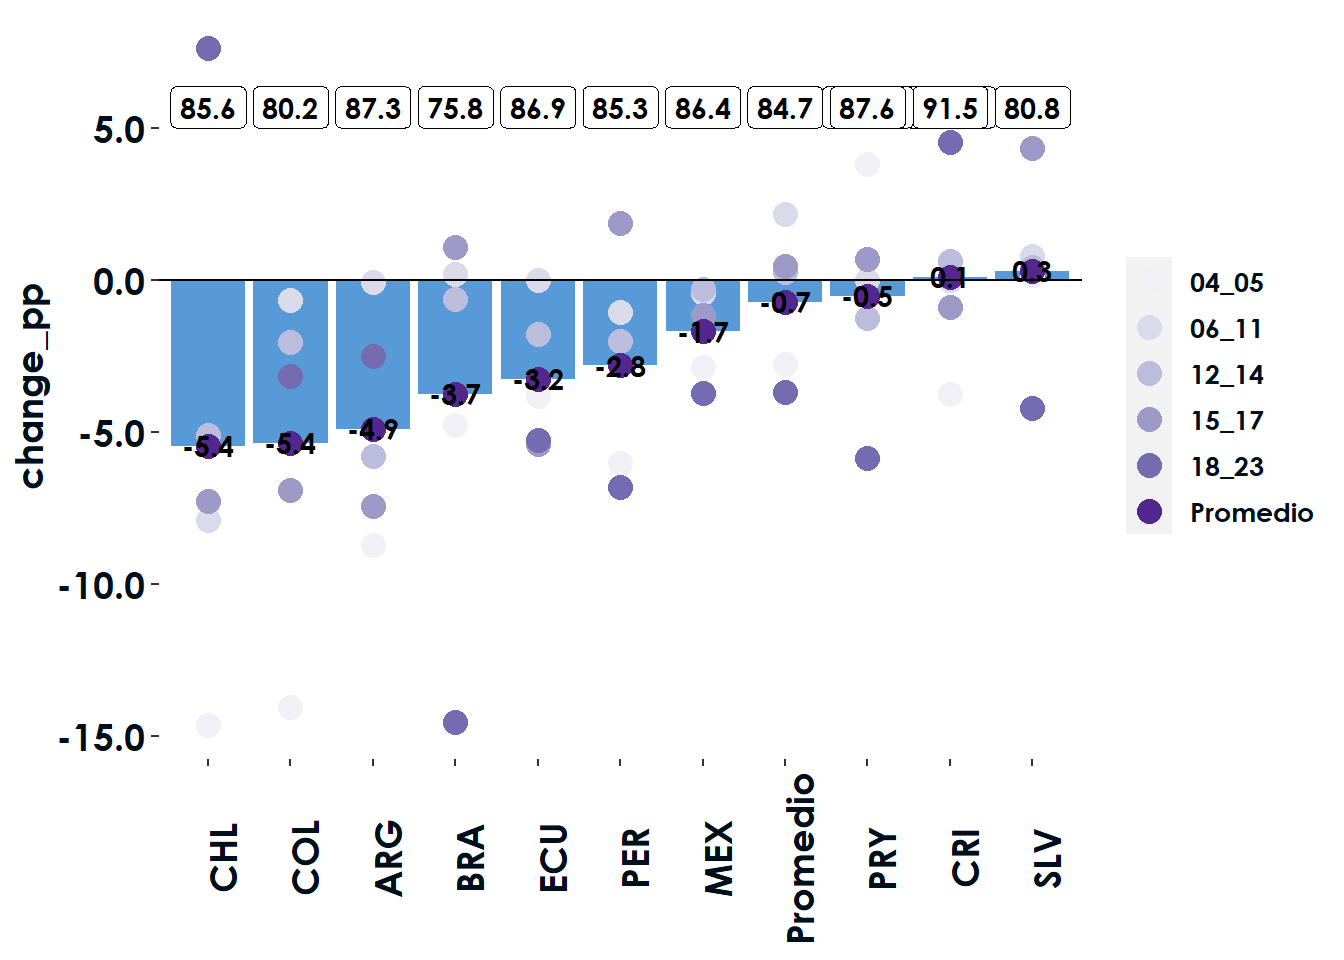 85.6 80.2 87.3 75.8 86.9 85.3 86.4 84.7 87.6 91.5 80.8
5.0
0.0
-5.0
-10.0
-15.0
change_pp
-5.4 -5.4 -4.9 -3.7 -3.2 -2.8 -1.7 -0.7 -0.5 0.1 0.3
CHL COL ARG BRA ECU PER MEX Promedio PRY CRI SLV
04_05
06_11
12_14
15_17
18_23
Promedio